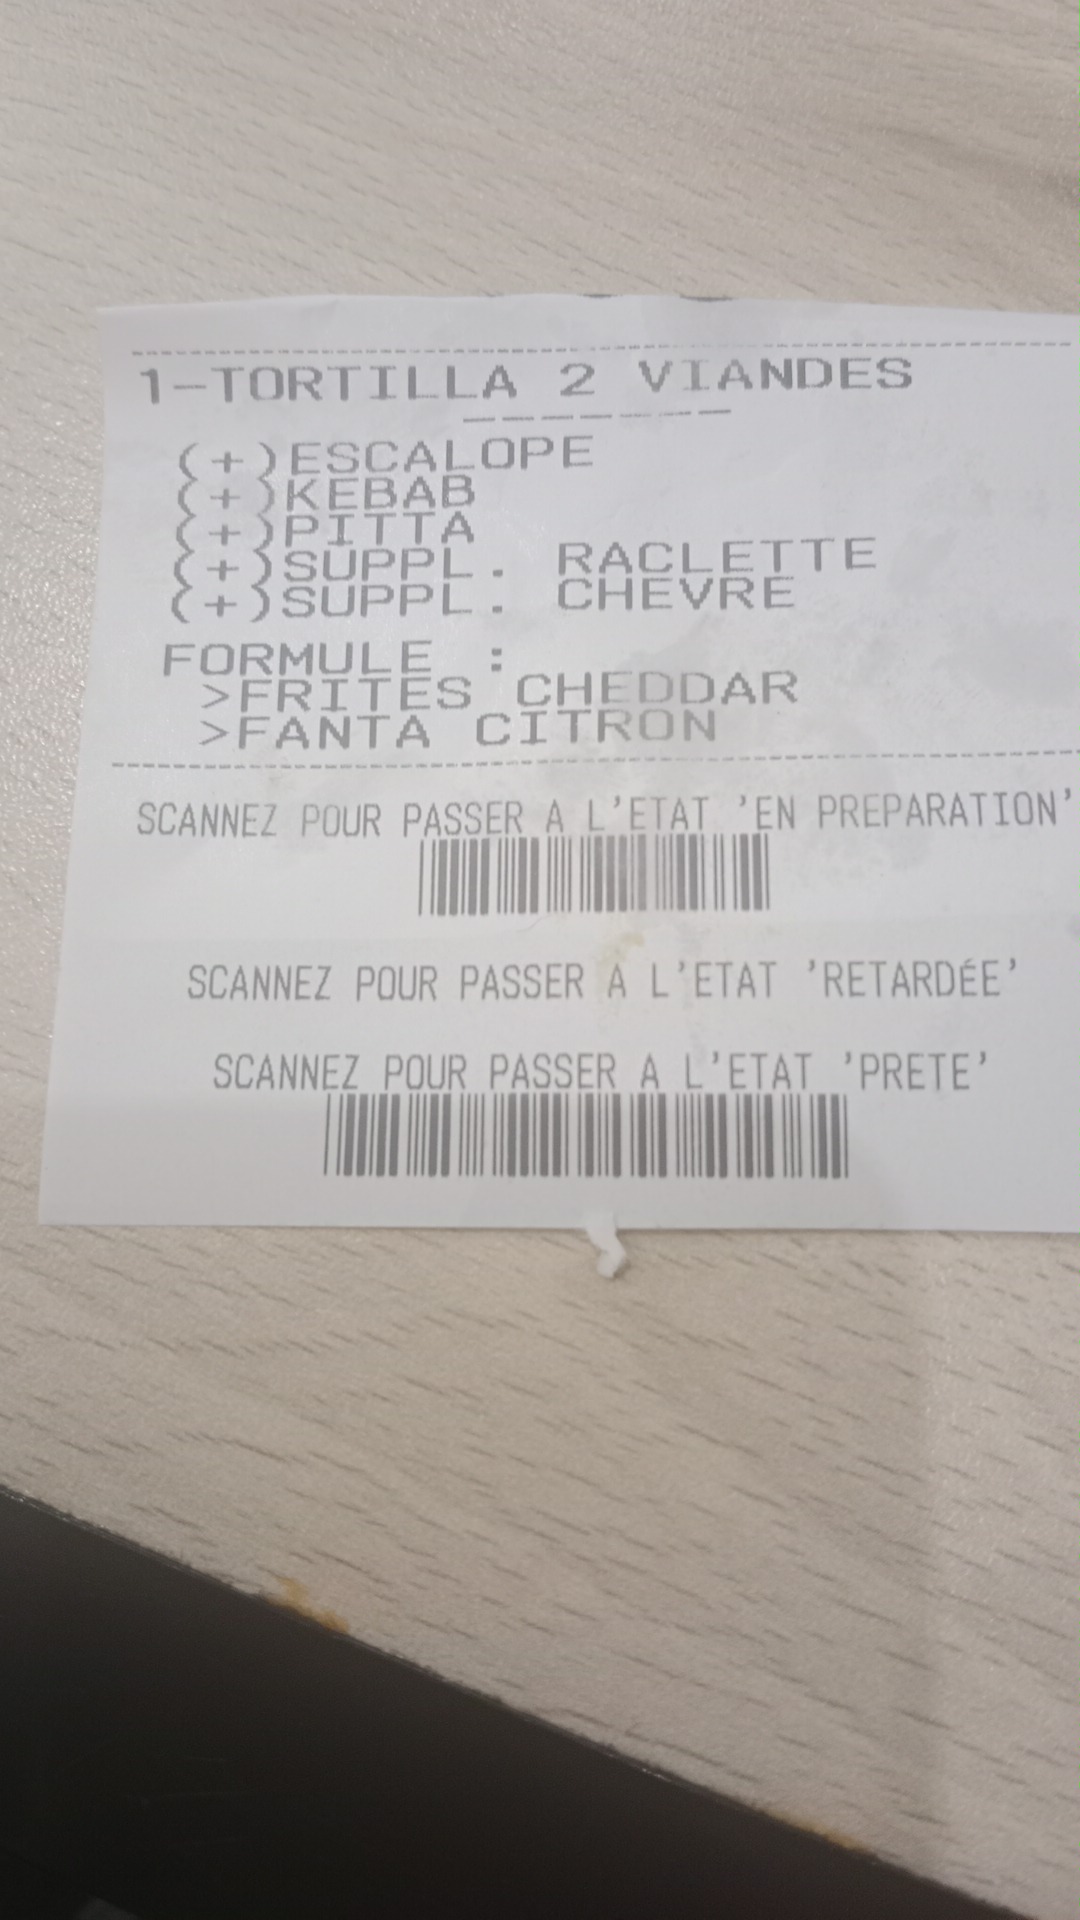 1-TORTILLA 2 VIANDES
(+)ESCALOPE
(+)KEBAB
(+)PITTA
(+)SUPPL. RACLETTE
(+)SUPPL. CHEVRE
FORMULE :
>FRITES CHEDDAR
>FANTA CITRON
SCANNEZ POUR PASSER A L'ETAT 'EN PREPARATION'
SCANNEZ POUR PASSER A L'ETAT 'RETARDÉE'
SCANNEZ POUR PASSER A L'ETAT 'PRETE'